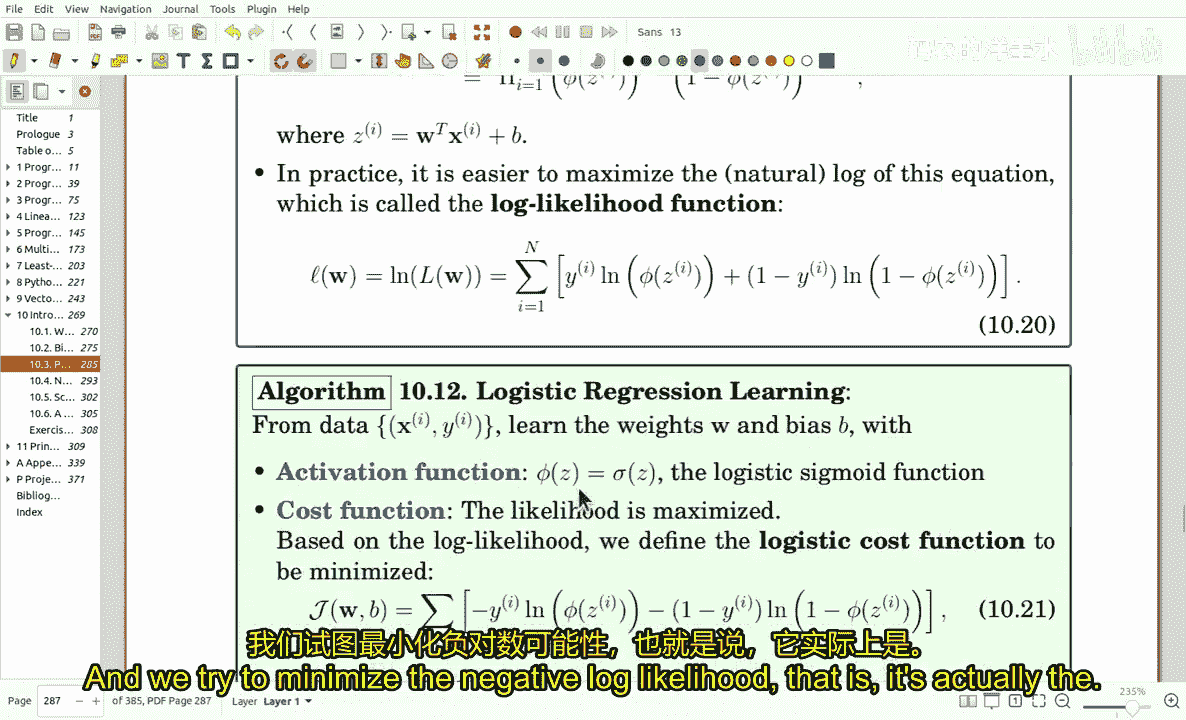 File Edit View Navigation Journal Tools Plugin Help
Sans 13
Title 1
Prologue 3
Table o... 5
1 Progr... 11
2 Progr... 39
3 Progr... 75
4 Linea... 123
5 Progr... 145
6 Multi... 173
7 Least-... 203
8 Pytho... 221
9 Vecto... 243
10 Intro... 269
10.1. W... 270
10.2. Bi... 275
10.3. P... 285
10.4. N... 293
10.5. Sc... 302
10.6. A ... 305
Exercis... 308
11 Prin... 309
A Appe... 339
P Proje... 371
Bibliog...
Index
where z^{(i)} = w^T x^{(i)} + b.
• In practice, it is easier to maximize the (natural) log of this equation,
which is called the log-likelihood function:
ℓ(w) = ln(L(w)) = ∑_{i=1}^{N} [y^{(i)} ln(ϕ(z^{(i)})) + (1 − y^{(i)}) ln(1 − ϕ(z^{(i)}))].
(10.20)
Algorithm 10.12. Logistic Regression Learning:
From data {(x^{(i)}, y^{(i)})}, learn the weights w and bias b, with
• Activation function: ϕ(z) = σ(z), the logistic sigmoid function
• Cost function: The likelihood is maximized.
Based on the log-likelihood, we define the logistic cost function to
be minimized:
𝒥(w, b) = ∑ [−y^{(i)} ln(ϕ(z^{(i)})) − (1 − y^{(i)}) ln(1 − ϕ(z^{(i)}))], (10.21)
我们试图最小化负对数可能性，也就是说，它实际上是。
And we try to minimize the negative log likelihood, that is, it's actually the.
Page 287 of 385, PDF Page 287 Layer Layer 1
235%